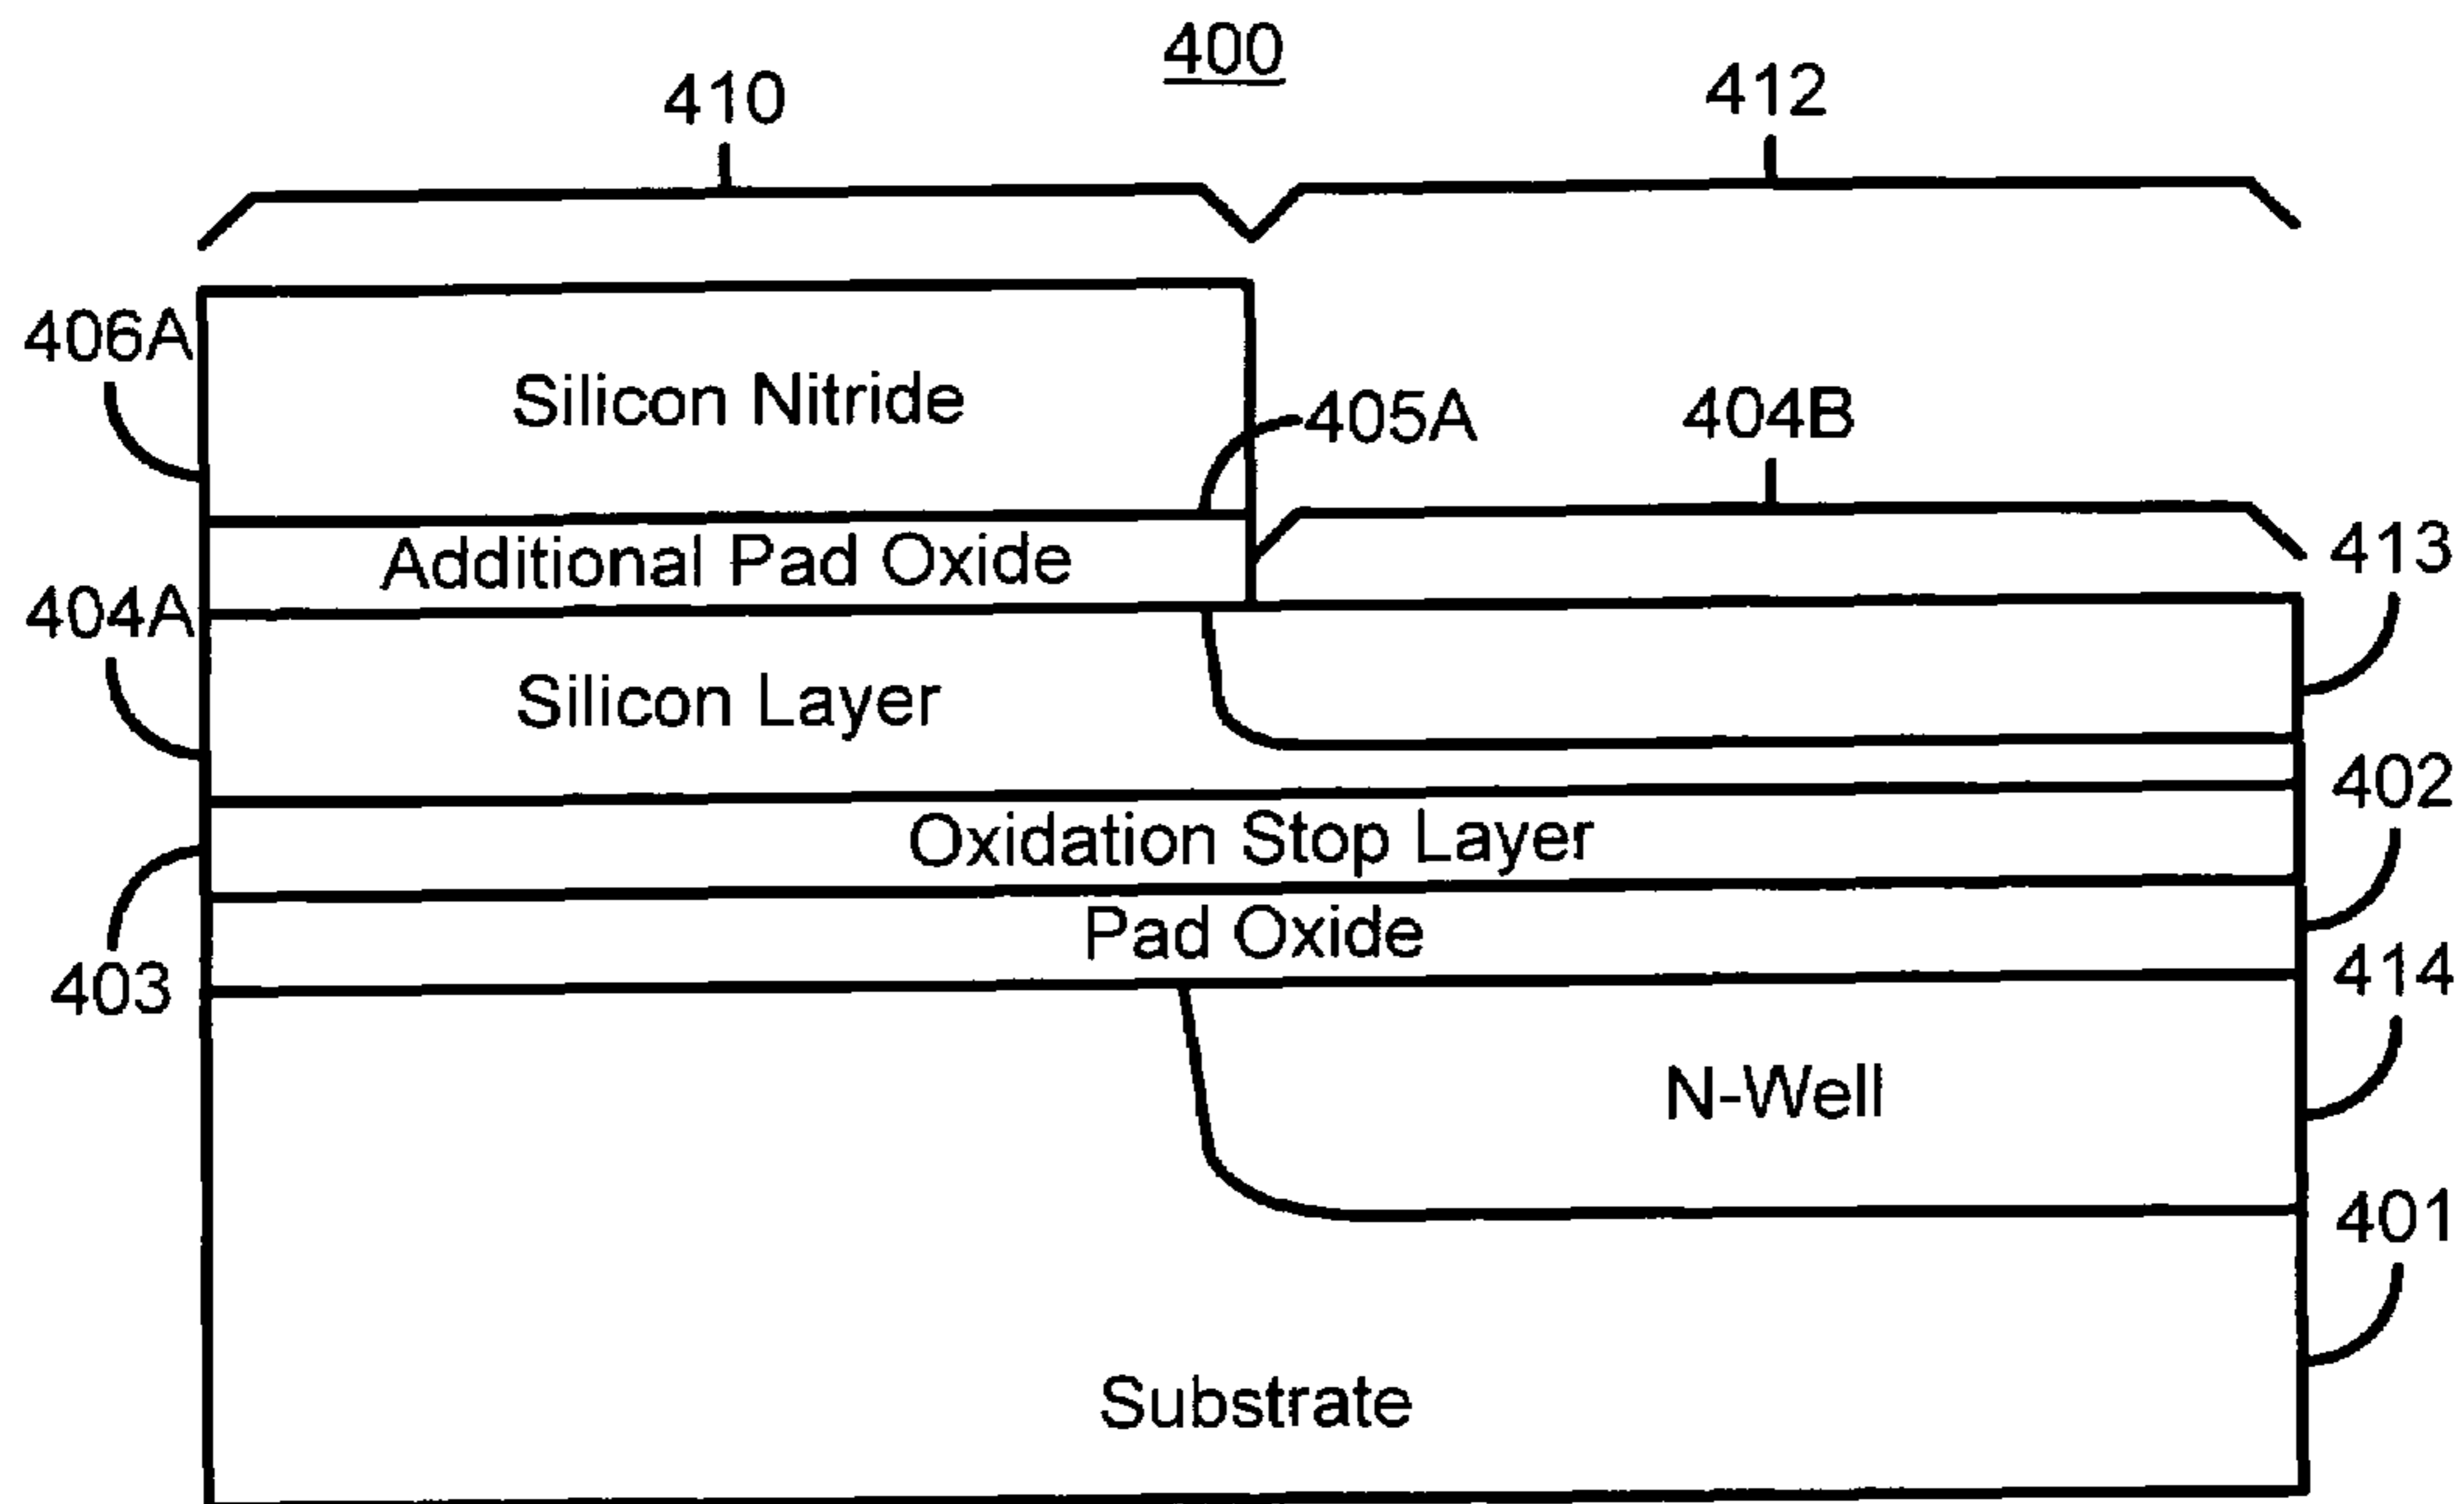 400
410
412
406A
Silicon Nitride
405A
404B
413
Additional Pad Oxide
404A
Silicon Layer
402
Oxidation Stop Layer
Pad Oxide
403
414
N-Well
401
Substrate